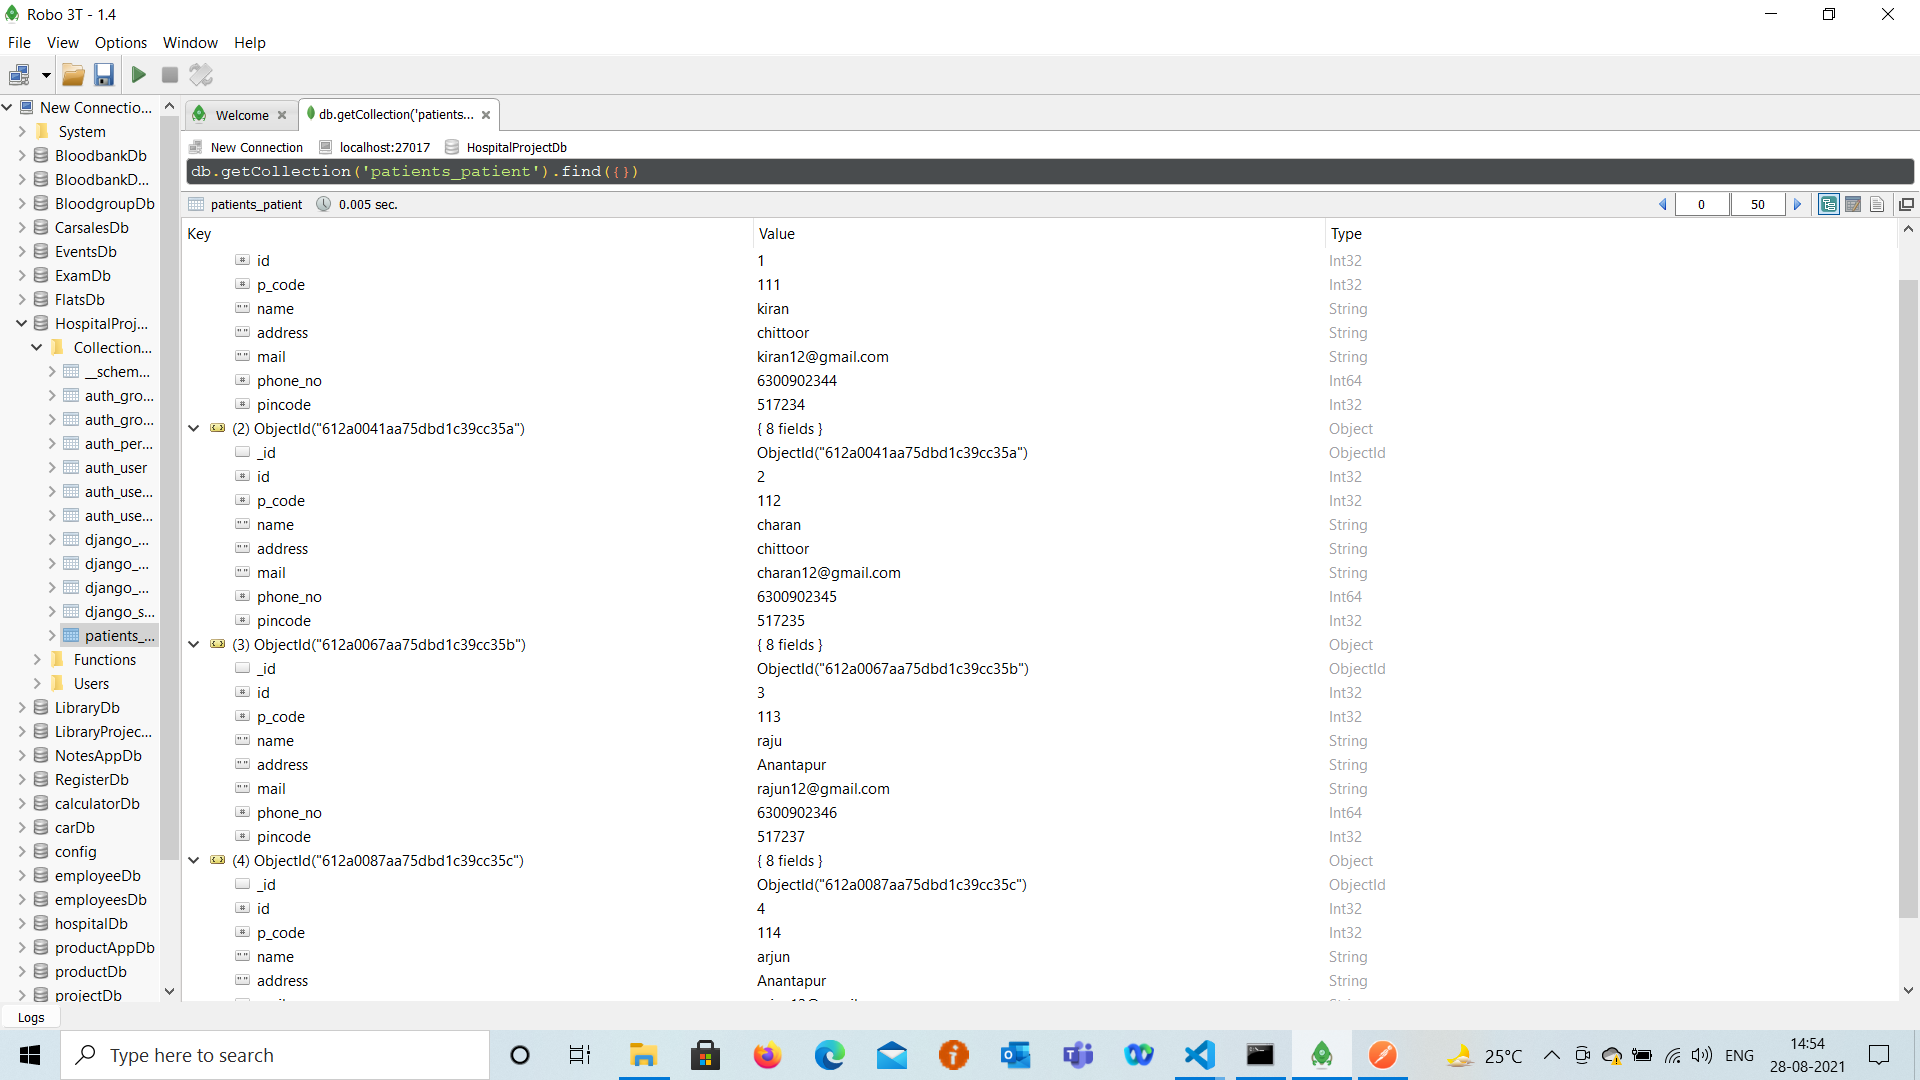 Robo 3T - 1.4
File View Options Window Help
New Connectio...
System
BloodbankDb
BloodbankD...
BloodgroupDb
CarsalesDb
EventsDb
ExamDb
FlatsDb
HospitalProj...
Collection...
__schem...
auth_gro...
auth_gro...
auth_per...
auth_user
auth_use...
auth_use...
django_...
django_...
django_...
django_s...
patients_...
Functions
Users
LibraryDb
LibraryProjec...
NotesAppDb
RegisterDb
calculatorDb
carDb
config
employeeDb
employeesDb
hospitalDb
productAppDb
productDb
projectDb
Welcome db.getCollection('patients...
New Connection localhost:27017 HospitalProjectDb
db.getCollection('patients_patient').find({})
patients_patient 0.005 sec. 0 50
Key Value Type
id 1 Int32
p_code 111 Int32
name kiran String
address chittoor String
mail kiran12@gmail.com String
phone_no 6300902344 Int64
pincode 517234 Int32
(2) ObjectId("612a0041aa75dbd1c39cc35a") { 8 fields } Object
_id ObjectId("612a0041aa75dbd1c39cc35a") ObjectId
id 2 Int32
p_code 112 Int32
name charan String
address chittoor String
mail charan12@gmail.com String
phone_no 6300902345 Int64
pincode 517235 Int32
(3) ObjectId("612a0067aa75dbd1c39cc35b") { 8 fields } Object
_id ObjectId("612a0067aa75dbd1c39cc35b") ObjectId
id 3 Int32
p_code 113 Int32
name raju String
address Anantapur String
mail rajun12@gmail.com String
phone_no 6300902346 Int64
pincode 517237 Int32
(4) ObjectId("612a0087aa75dbd1c39cc35c") { 8 fields } Object
_id ObjectId("612a0087aa75dbd1c39cc35c") ObjectId
id 4 Int32
p_code 114 Int32
name arjun String
address Anantapur String
Logs
Type here to search
25°C
ENG
14:54
28-08-2021